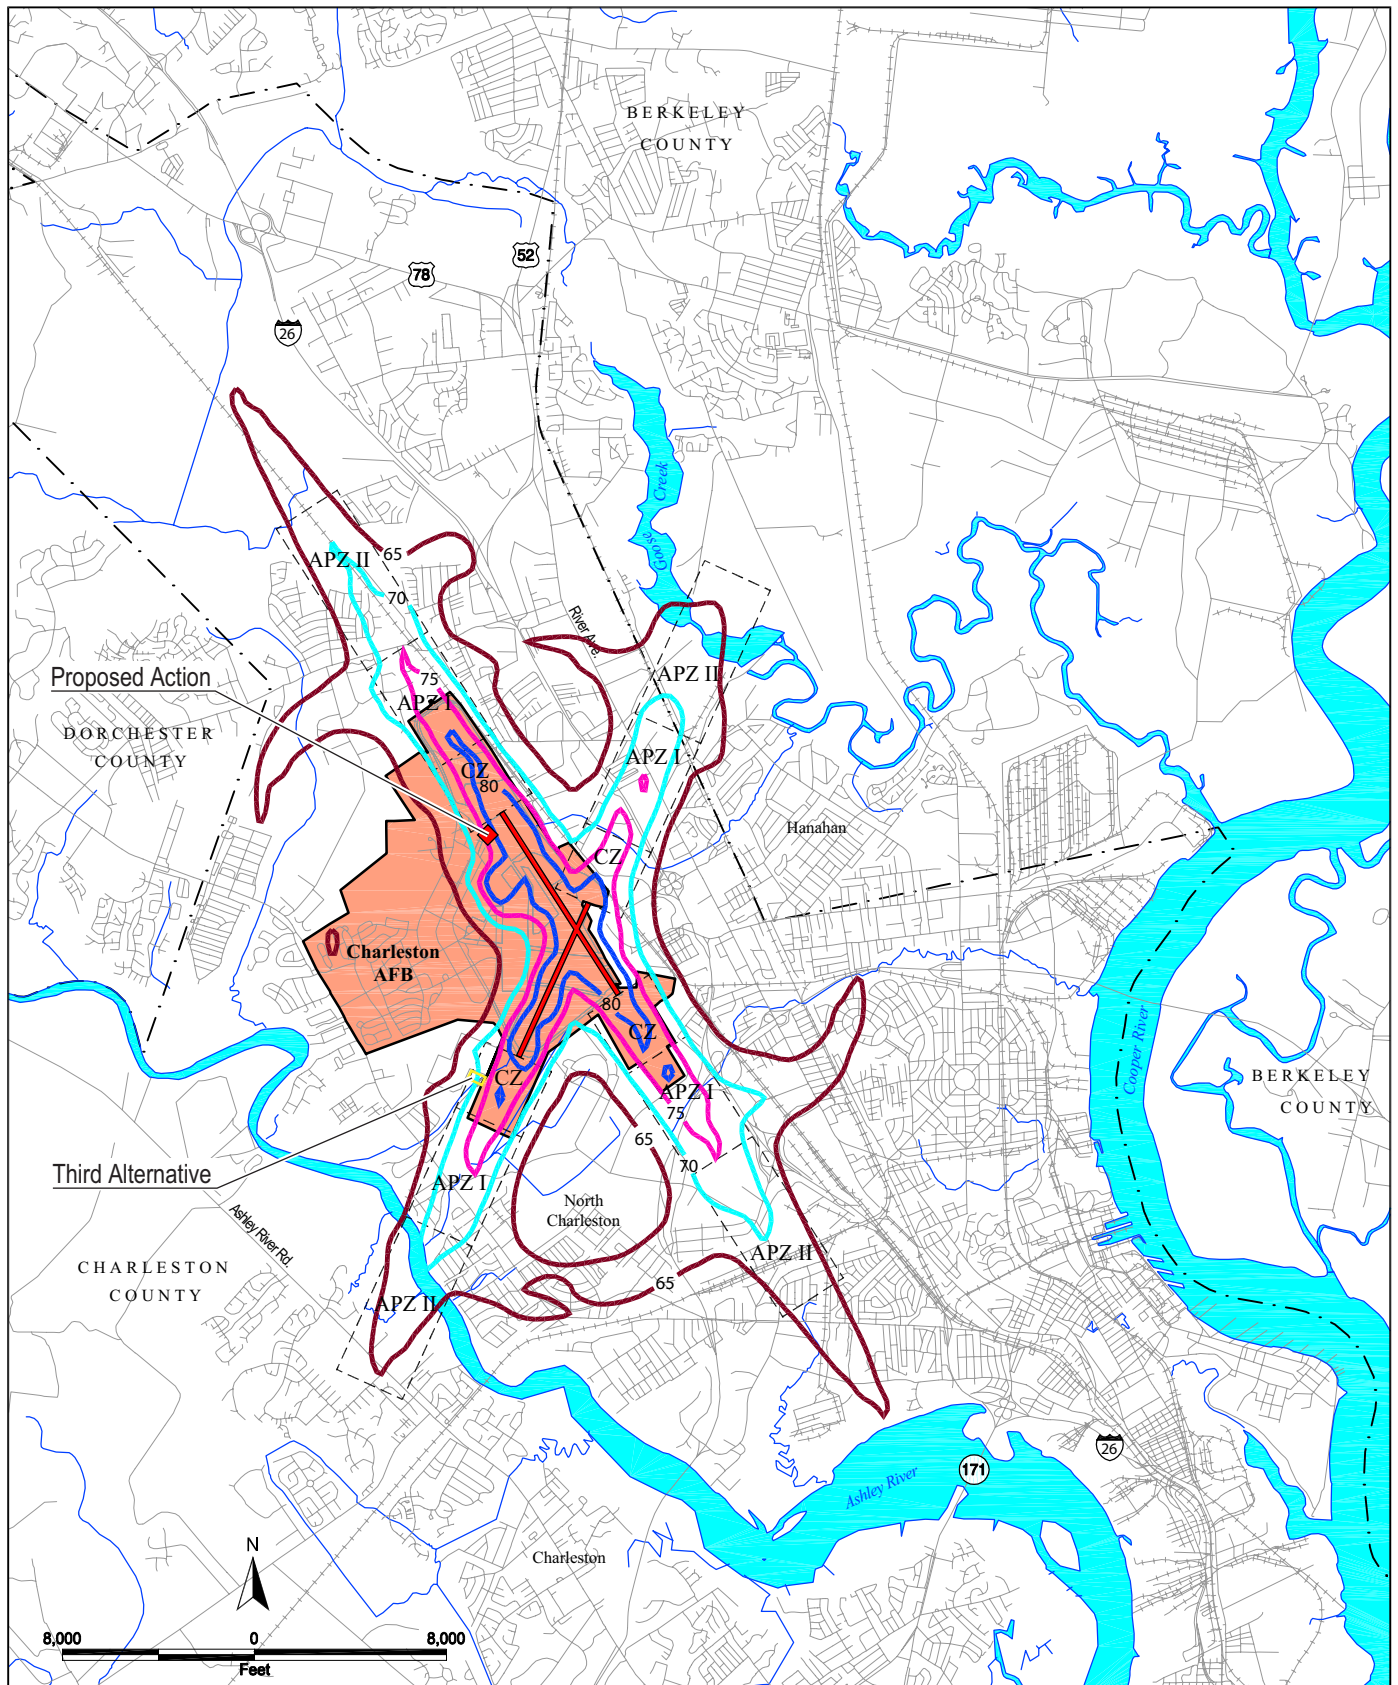 BERKELEY
COUNTY
52
78
26
Goose Creek
65
APZ II
70
River Ave.
APZ II
75
Proposed Action
APZ I
DORCHESTER
COUNTY
APZ I
CZ
80
Hanahan
CZ
Charleston
AFB
80
CZ
Cooper River
BERKELEY
COUNTY
CZ
APZ I
75
65
70
Third Alternative
APZ I
North
Charleston
Ashley River Rd.
APZ II
CHARLESTON
COUNTY
65
APZ II
26
171
Ashley River
Charleston
N
8,000
0
8,000
Feet